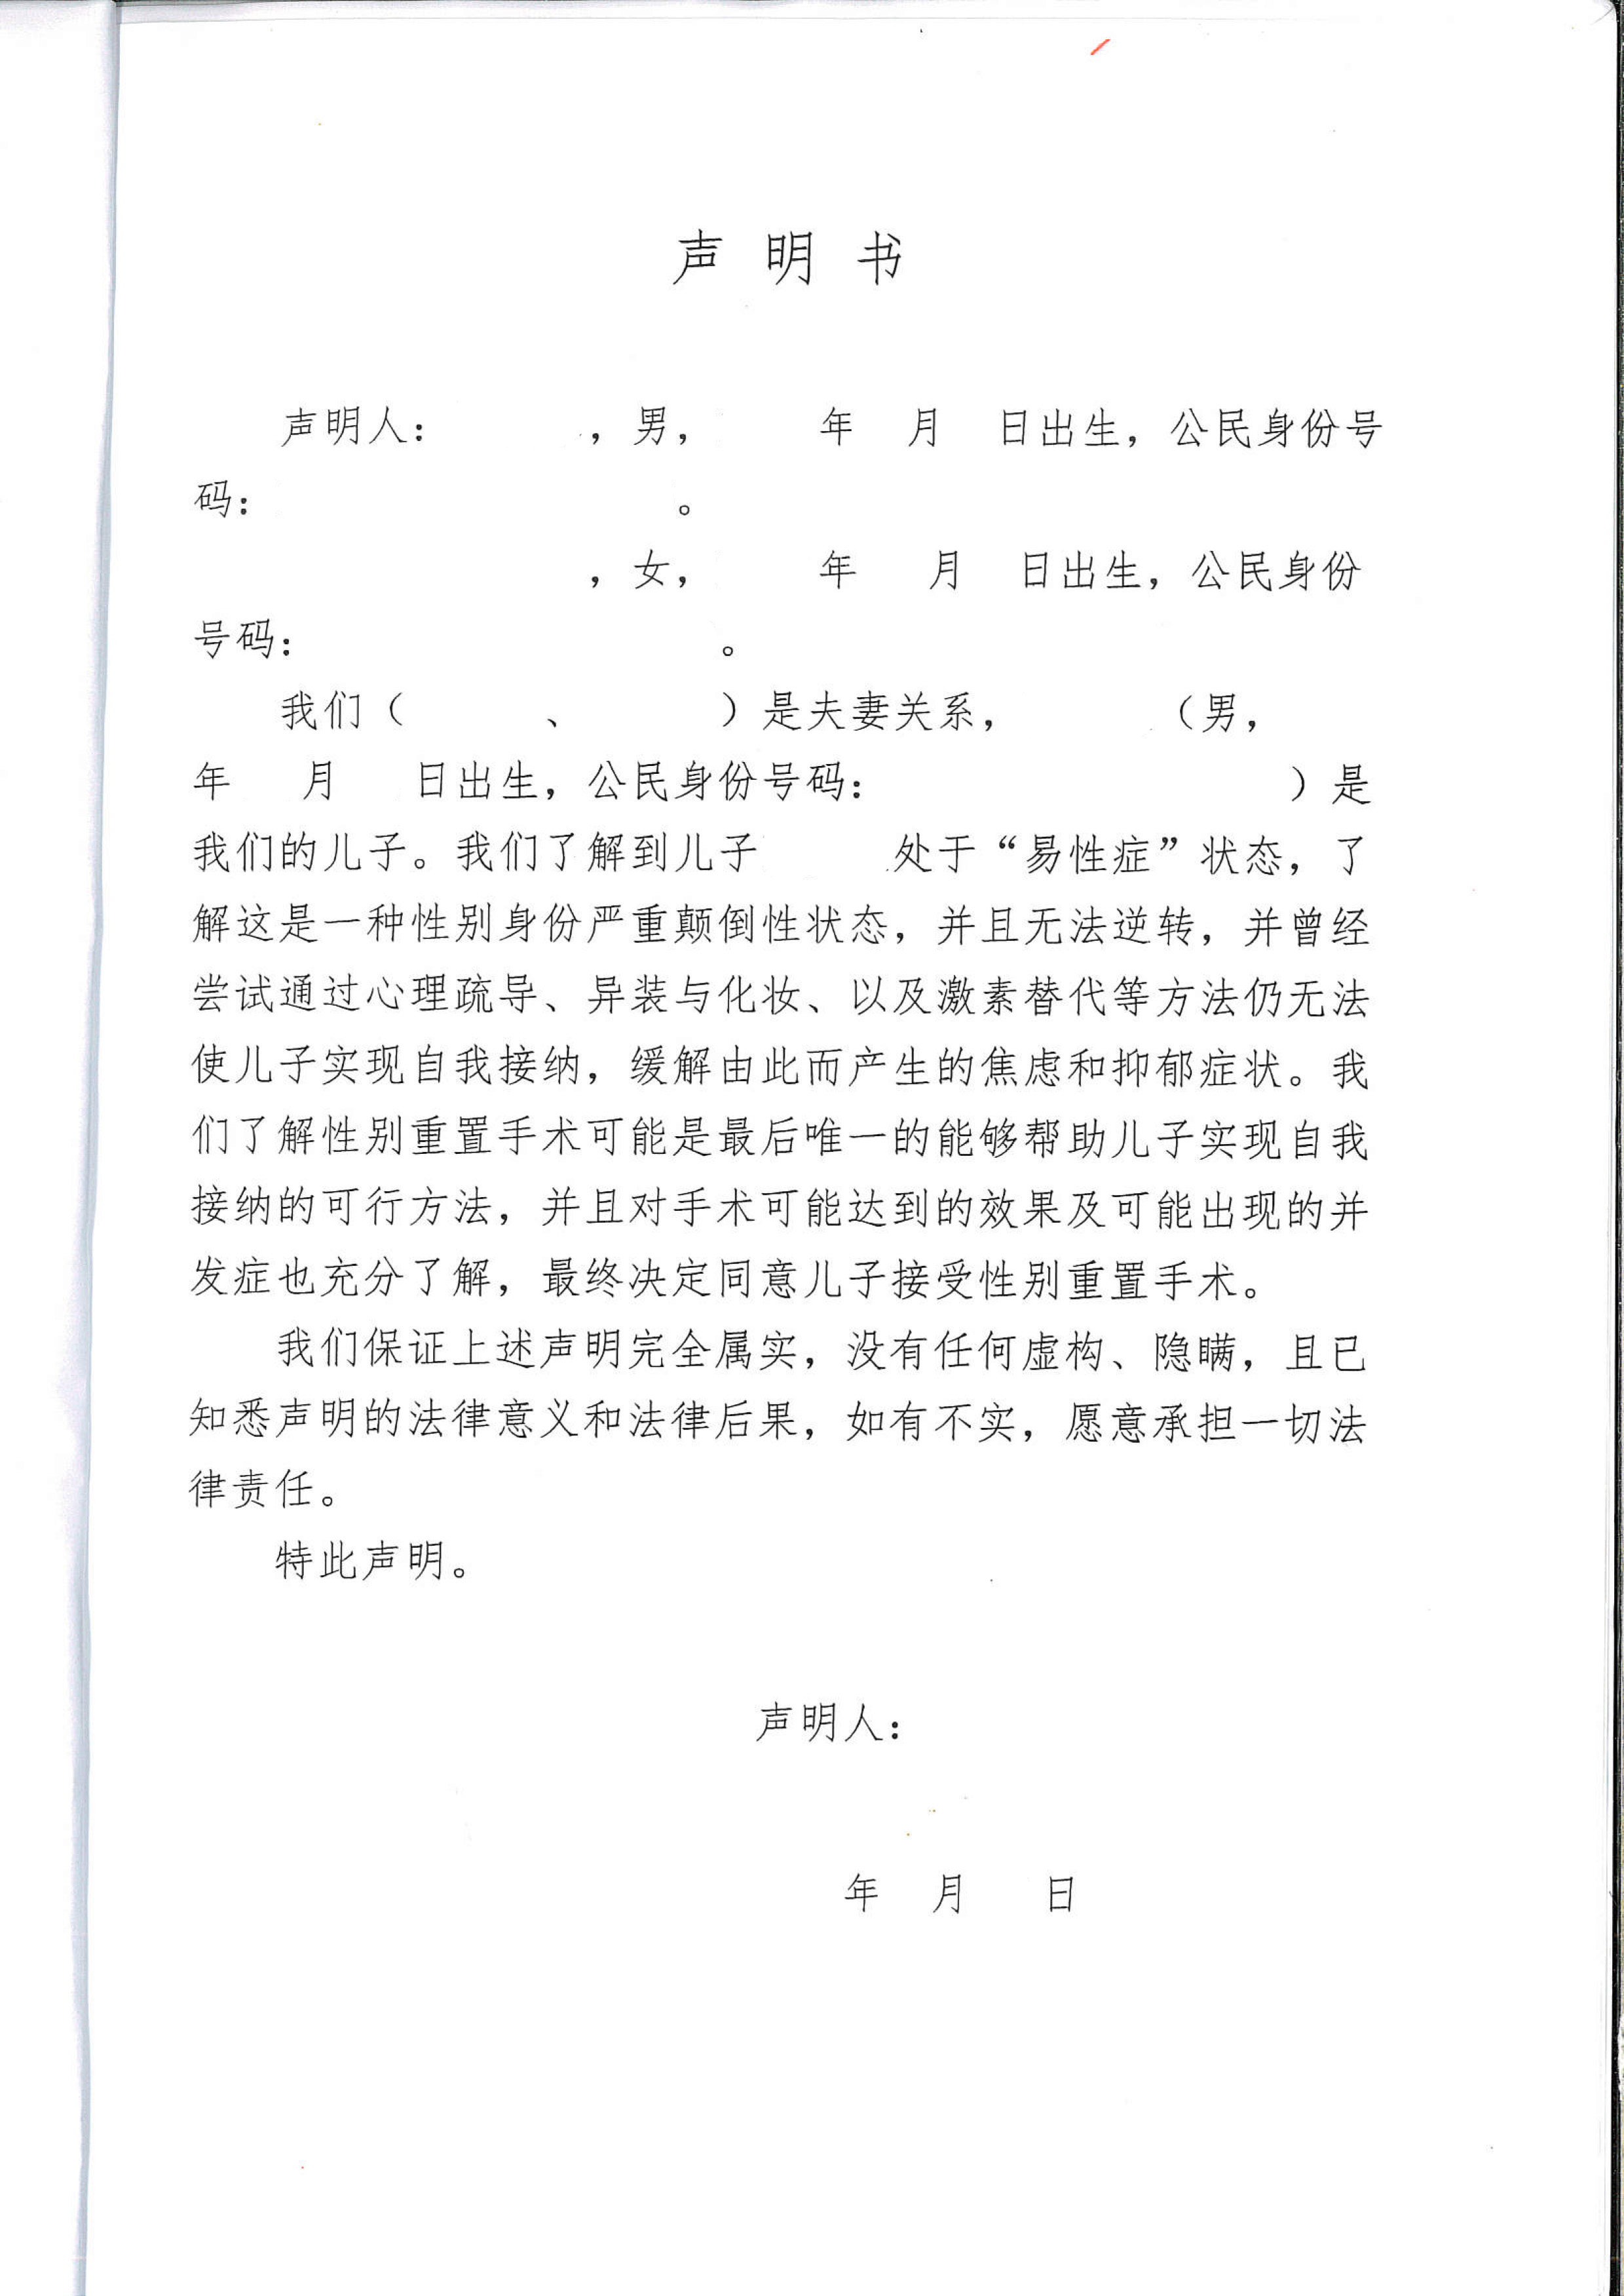 声明书
声明人：　　　，男，　　年　月　日出生，公民身份号
码：　　　　　　　　　。
，女，　　年　月　日出生，公民身份
号码：　　　　　　　　　。
我们（　　　、　　　）是夫妻关系，　　　（男，
年　月　日出生，公民身份号码：　　　　　　　　　）是
我们的儿子。我们了解到儿子　　　处于“易性症”状态，了
解这是一种性别身份严重颠倒性状态，并且无法逆转，并曾经
尝试通过心理疏导、异装与化妆、以及激素替代等方法仍无法
使儿子实现自我接纳，缓解由此而产生的焦虑和抑郁症状。我
们了解性别重置手术可能是最后唯一的能够帮助儿子实现自我
接纳的可行方法，并且对手术可能达到的效果及可能出现的并
发症也充分了解，最终决定同意儿子接受性别重置手术。
我们保证上述声明完全属实，没有任何虚构、隐瞒，且已
知悉声明的法律意义和法律后果，如有不实，愿意承担一切法
律责任。
特此声明。
声明人：
年　月　日